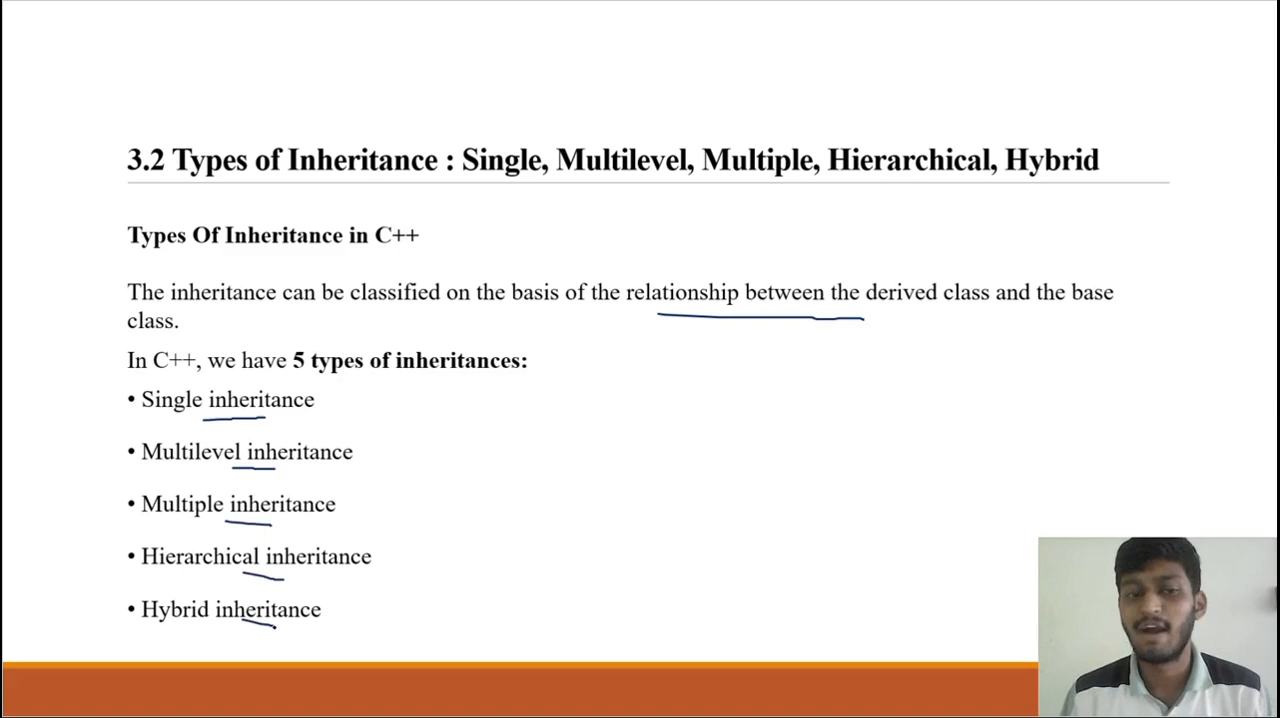 3.2 Types of Inheritance : Single, Multilevel, Multiple, Hierarchical, Hybrid
Types Of Inheritance in C++
The inheritance can be classified on the basis of the relationship between the derived class and the base
class.
In C++, we have 5 types of inheritances:
• Single inheritance
• Multilevel inheritance
• Multiple inheritance
• Hierarchical inheritance
• Hybrid inheritance